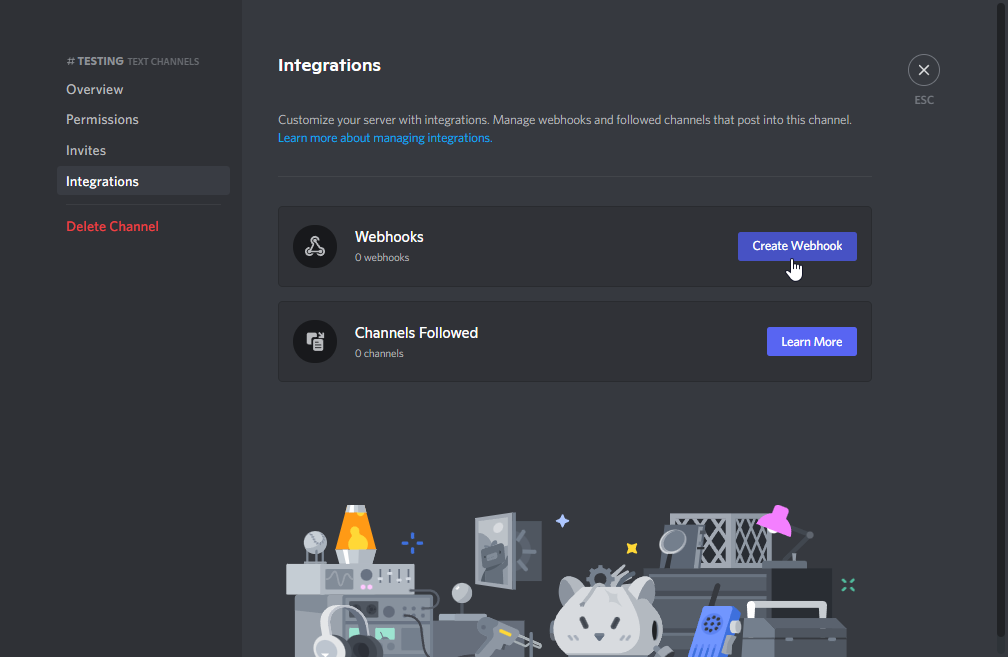 # TESTING TEXT CHANNELS
Overview
Permissions
Invites
Integrations
Delete Channel
Integrations
ESC
Customize your server with integrations. Manage webhooks and followed channels that post into this channel.
Learn more about managing integrations.
Webhooks
0 webhooks
Create Webhook
Channels Followed
0 channels
Learn More